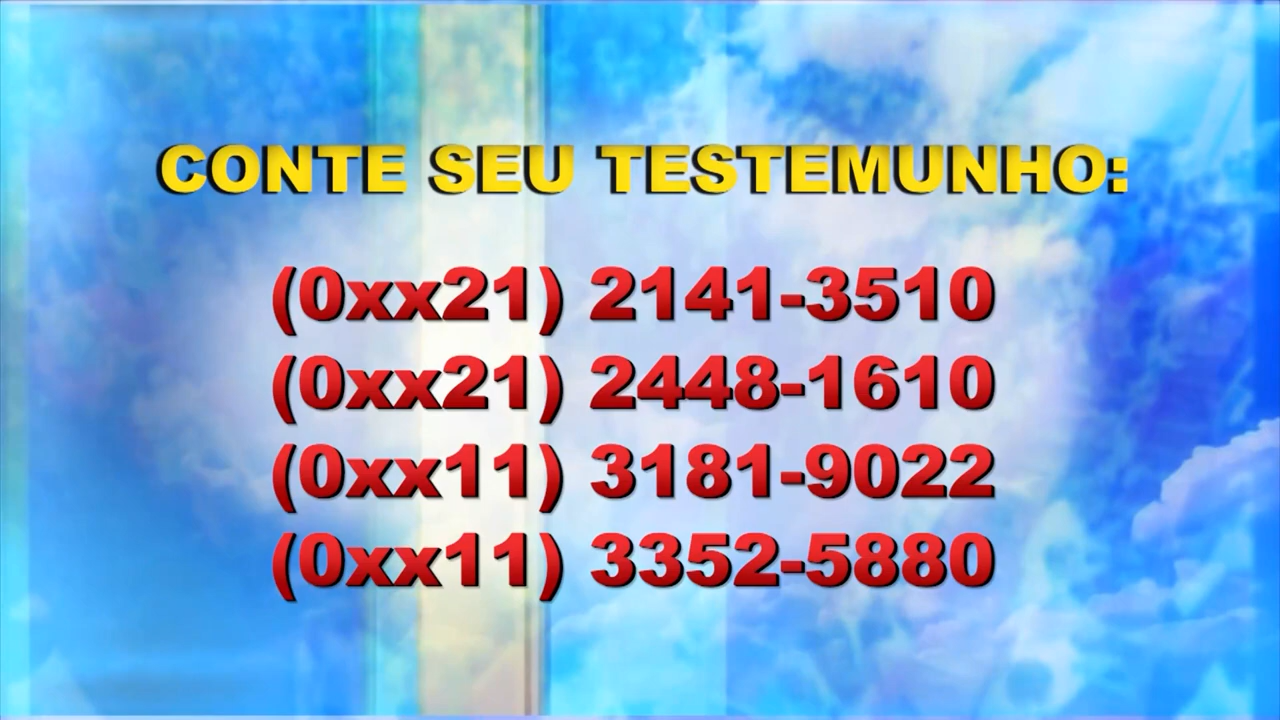 CONTE SEU TESTEMUNHO:
(0xx21) 2141-3510
(0xx21) 2448-1610
(0xx11) 3181-9022
(0xx11) 3352-5880